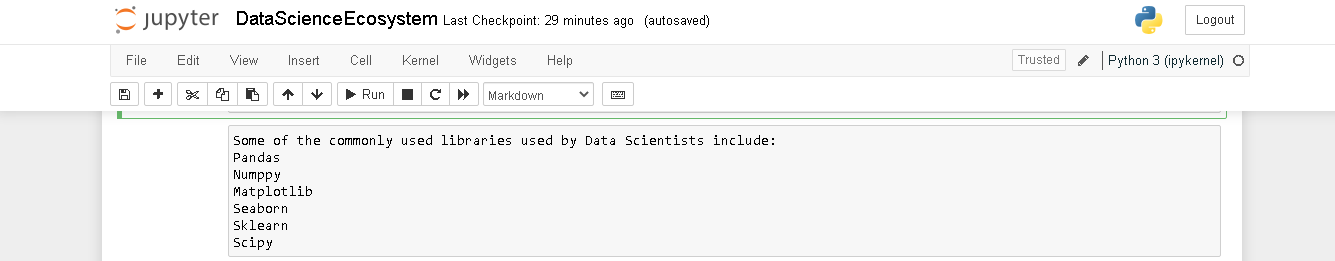 jupyter DataScienceEcosystem Last Checkpoint: 29 minutes ago (autosaved)
Logout
File Edit View Insert Cell Kernel Widgets Help
Trusted Python 3 (ipykernel)
Run Markdown
Some of the commonly used libraries used by Data Scientists include:
Pandas
Numppy
Matplotlib
Seaborn
Sklearn
Scipy